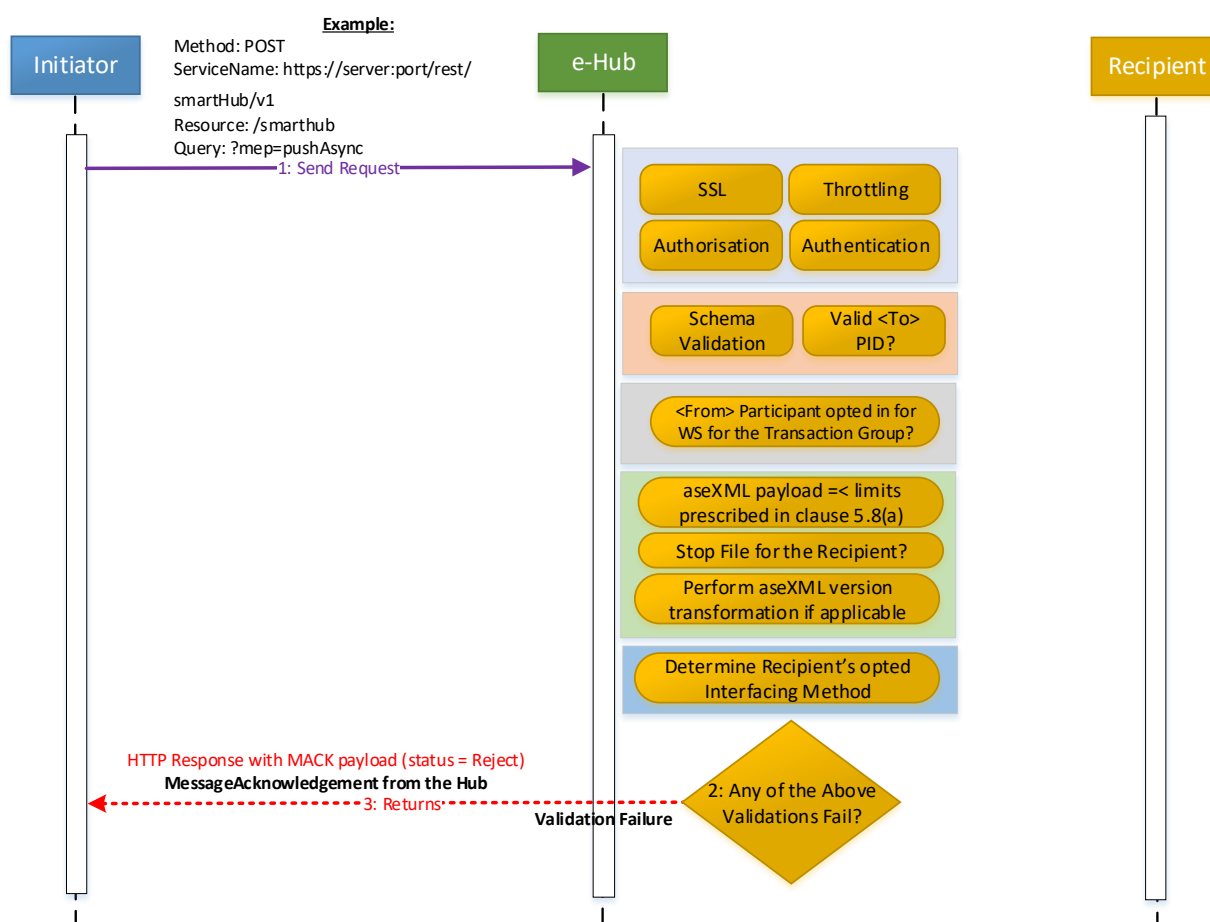 Example:
Method: POST
ServiceName: https://server:port/rest/
smartHub/v1
Resource: /smarthub
Query: ?mep=pushAsync
Initiator
e-Hub
Recipient
1: Send Request
SSL
Throttling
Authorisation
Authentication
Schema
Validation
Valid <To>
PID?
<From> Participant opted in for
WS for the Transaction Group?
aseXML payload =< limits
prescribed in clause 5.8(a)
Stop File for the Recipient?
Perform aseXML version
transformation if applicable
Determine Recipient's opted
Interfacing Method
HTTP Response with MACK payload (status = Reject)
MessageAcknowledgement from the Hub
3: Returns
Validation Failure
2: Any of the Above
Validations Fail?